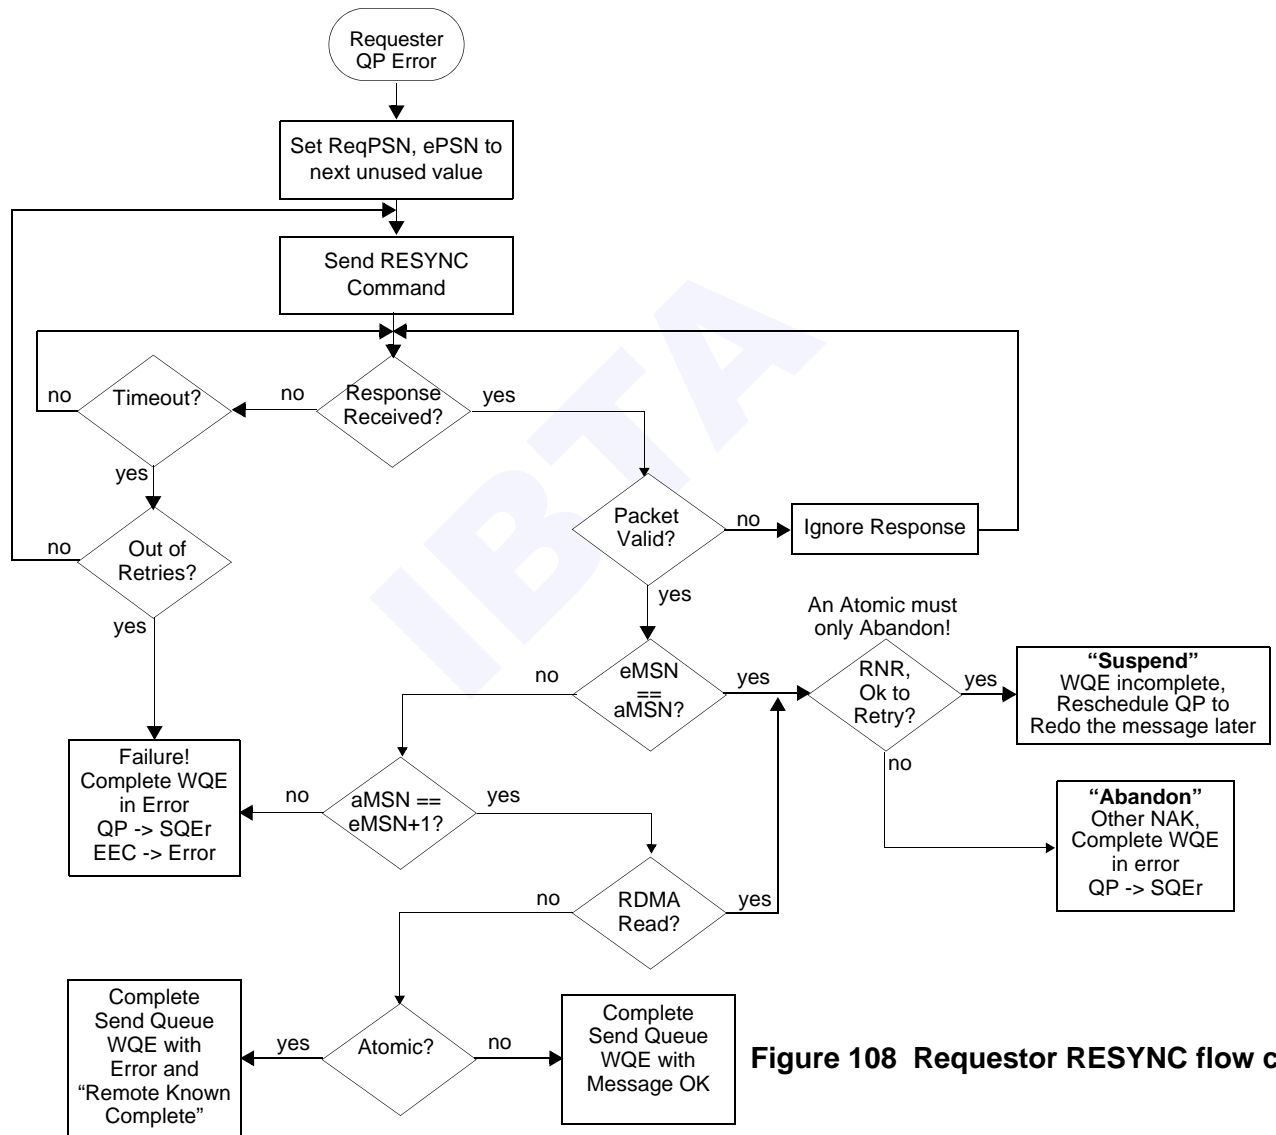 Requester
QP Error
Set ReqPSN, ePSN to
next unused value
Send RESYNC
Command
no
Timeout?
no
Response
Received?
yes
yes
no
Out of
Retries?
yes
Packet
Valid?
no
Ignore Response
yes
An Atomic must
only Abandon!
no
eMSN
==
aMSN?
yes
RNR,
Ok to
Retry?
yes
“Suspend”
WQE incomplete,
Reschedule QP to
Redo the message later
no
Failure!
Complete WQE
in Error
QP -> SQEr
EEC -> Error
no
aMSN ==
eMSN+1?
yes
“Abandon”
Other NAK,
Complete WQE
in error
QP -> SQEr
no
RDMA
Read?
yes
Complete
Send Queue
WQE with
Error and
“Remote Known
Complete”
yes
Atomic?
no
Complete
Send Queue
WQE with
Message OK
Figure 108 Requestor RESYNC flow c
IBTA